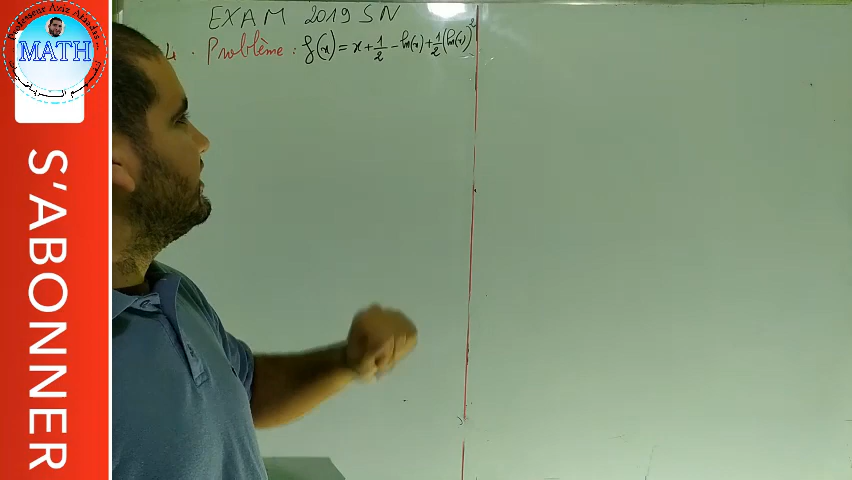 EXAM 2019 SN
4. Problème : f(x) = x + 1/2 - ln(x) + 1/2 (ln(x))²
MATH
S'ABONNER